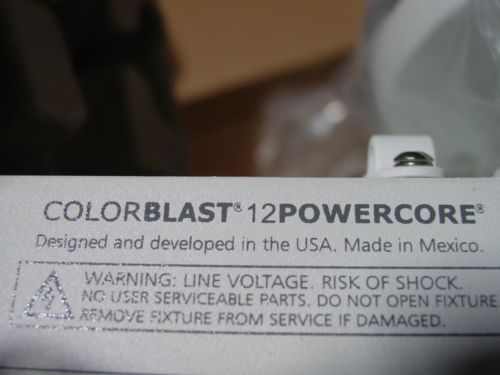 COLORBLAST® 12POWERCORE®
Designed and developed in the USA. Made in Mexico.
WARNING: LINE VOLTAGE. RISK OF SHOCK.
NO USER SERVICEABLE PARTS. DO NOT OPEN FIXTURE
REMOVE FIXTURE FROM SERVICE IF DAMAGED.